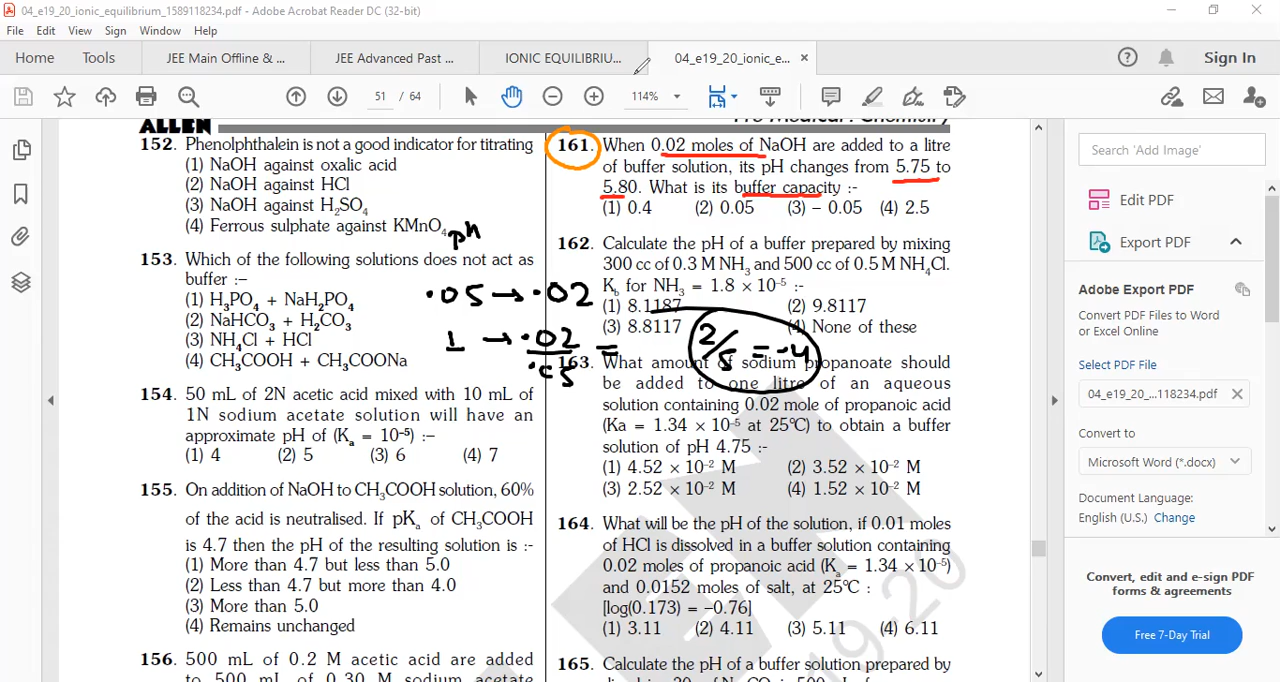 04_e19_20_ionic_equilibrium_1589118234.pdf - Adobe Acrobat Reader DC (32-bit)
File Edit View Sign Window Help
Home Tools JEE Main Offline & ... JEE Advanced Past ... IONIC EQUILIBRIU... 04_e19_20_ionic_e... × Sign In
51 / 64 114%
ALLEN
152. Phenolphthalein is not a good indicator for titrating
(1) NaOH against oxalic acid
(2) NaOH against HCl
(3) NaOH against H₂SO₄
(4) Ferrous sulphate against KMnO₄
153. Which of the following solutions does not act as
buffer :–
(1) H₃PO₄ + NaH₂PO₄
(2) NaHCO₃ + H₂CO₃
(3) NH₄Cl + HCl
(4) CH₃COOH + CH₃COONa
154. 50 mL of 2N acetic acid mixed with 10 mL of
1N sodium acetate solution will have an
approximate pH of (Kₐ = 10⁻⁵) :–
(1) 4 (2) 5 (3) 6 (4) 7
155. On addition of NaOH to CH₃COOH solution, 60%
of the acid is neutralised. If pKₐ of CH₃COOH
is 4.7 then the pH of the resulting solution is :–
(1) More than 4.7 but less than 5.0
(2) Less than 4.7 but more than 4.0
(3) More than 5.0
(4) Remains unchanged
156. 500 mL of 0.2 M acetic acid are added
to 500 mL of 0.30 M sodium acetate
pH
.05 → .02
1 → .02/.05 =
2/5 = .4
Pre-Medical : Chemistry
161. When 0.02 moles of NaOH are added to a litre
of buffer solution, its pH changes from 5.75 to
5.80. What is its buffer capacity :–
(1) 0.4 (2) 0.05 (3) – 0.05 (4) 2.5
162. Calculate the pH of a buffer prepared by mixing
300 cc of 0.3 M NH₃ and 500 cc of 0.5 M NH₄Cl.
K_b for NH₃ = 1.8 × 10⁻⁵ :–
(1) 8.1187 (2) 9.8117
(3) 8.8117 (4) None of these
163. What amount of sodium propanoate should
be added to one litre of an aqueous
solution containing 0.02 mole of propanoic acid
(Ka = 1.34 × 10⁻⁵ at 25°C) to obtain a buffer
solution of pH 4.75 :-
(1) 4.52 × 10⁻² M (2) 3.52 × 10⁻² M
(3) 2.52 × 10⁻² M (4) 1.52 × 10⁻² M
164. What will be the pH of the solution, if 0.01 moles
of HCl is dissolved in a buffer solution containing
0.02 moles of propanoic acid (Kₐ = 1.34 × 10⁻⁵)
and 0.0152 moles of salt, at 25°C :
[log(0.173) = –0.76]
(1) 3.11 (2) 4.11 (3) 5.11 (4) 6.11
165. Calculate the pH of a buffer solution prepared by
19-20
Search 'Add Image'
Export PDF
Edit PDF
Adobe Export PDF
Convert PDF Files to Word
or Excel Online
Select PDF File
04_e19_20_...118234.pdf ×
Convert to
Microsoft Word (*.docx)
Document Language:
English (U.S.) Change
Convert, edit and e-sign PDF
forms & agreements
Free 7-Day Trial